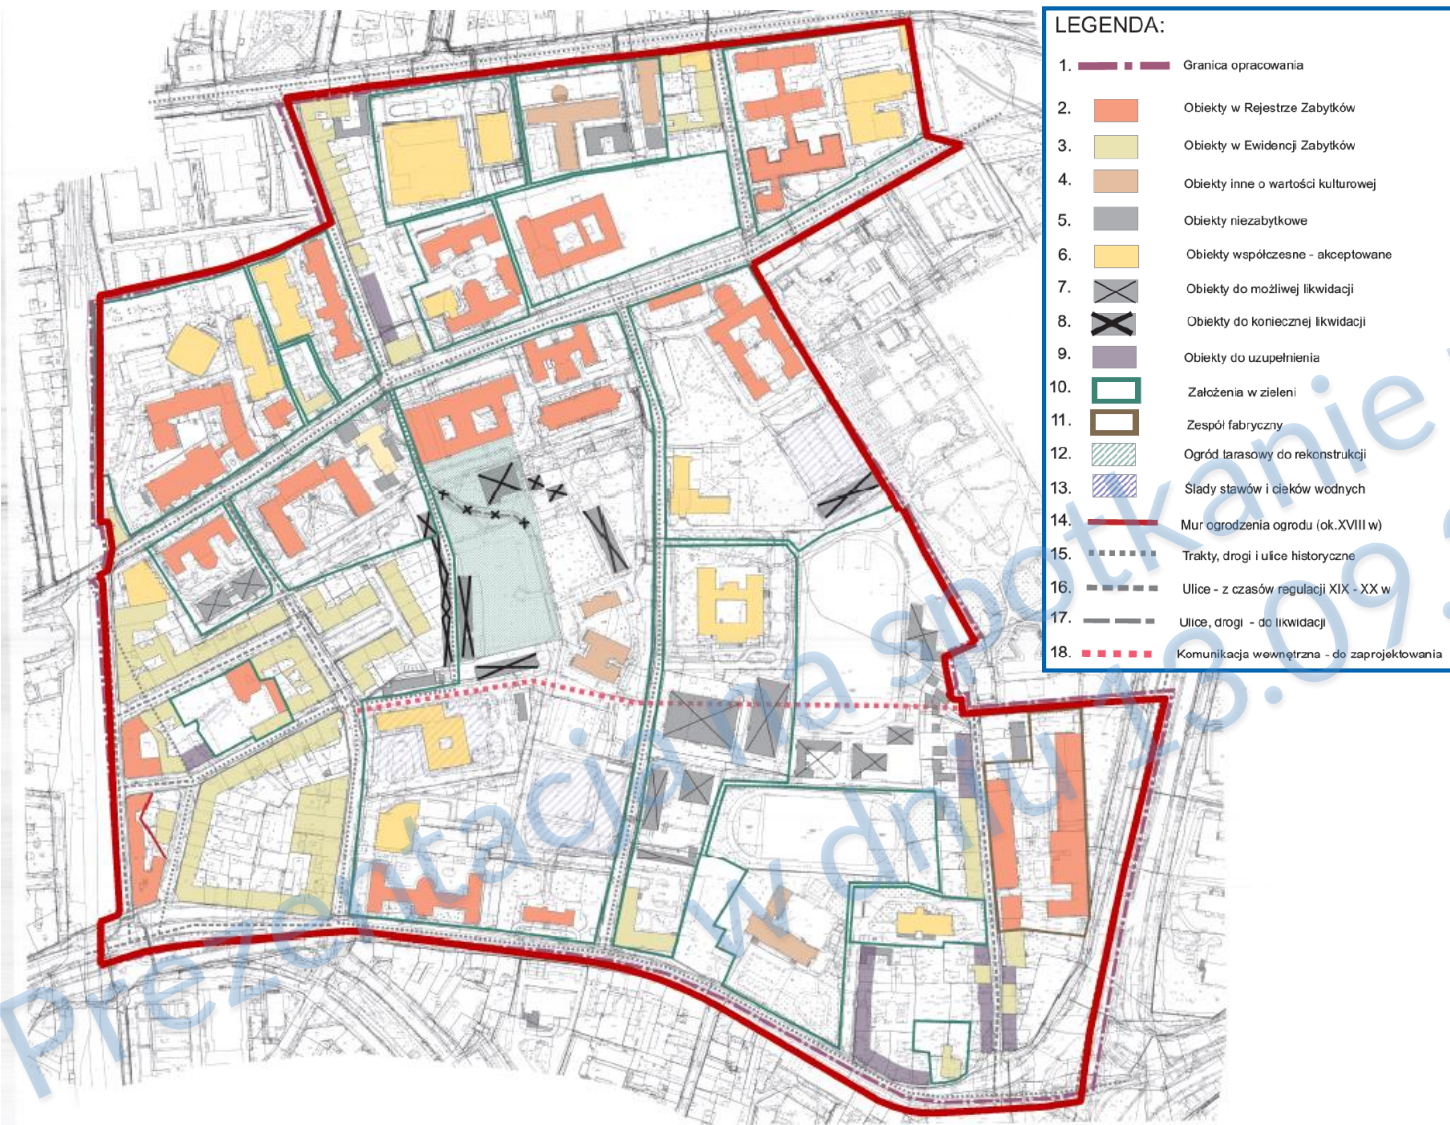 LEGENDA:
1. Granica opracowania
2. Obiekty w Rejestrze Zabytków
3. Obiekty w Ewidencji Zabytków
4. Obiekty inne o wartości kulturowej
5. Obiekty niezabytkowe
6. Obiekty współczesne - akceptowane
7. Obiekty do możliwej likwidacji
8. Obiekty do koniecznej likwidacji
9. Obiekty do uzupełnienia
10. Założenia w zieleni
11. Zespół fabryczny
12. Ogród tarasowy do rekonstrukcji
13. Ślady stawów i cieków wodnych
14. Mur ogrodzenia ogrodu (ok.XVIII w)
15. Trakty, drogi i ulice historyczne
16. Ulice - z czasów regulacji XIX - XX w
17. Ulice, drogi - do likwidacji
18. Komunikacja wewnętrzna - do zaprojektowania
Prezentacja na spotkanie
w dniu 18.09.